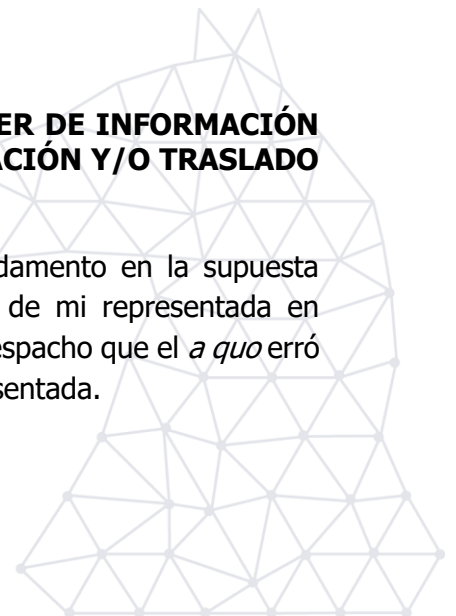 ER DE INFORMACIÓN
ACIÓN Y/O TRASLADO
damento en la supuesta
de mi representada en
espacho que el a quo erró
sentada.